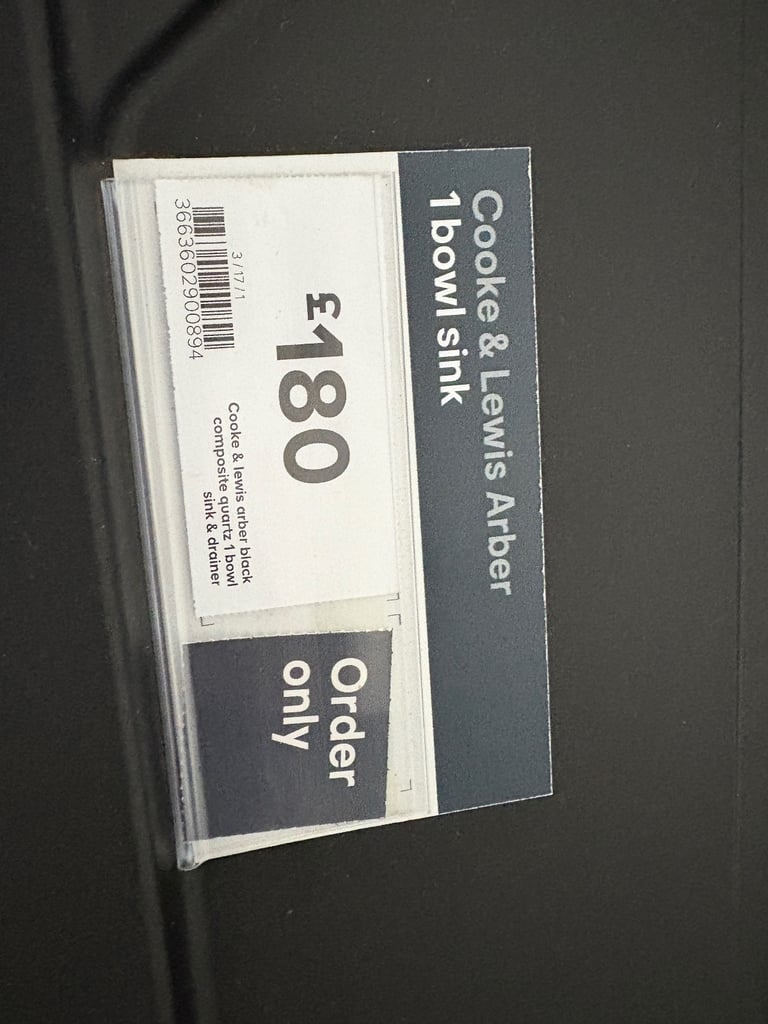 Cooke & Lewis Arber
1 bowl sink
£180
3/17/1
3663602900894
Cooke & lewis arber black
composite quartz 1 bowl
sink & drainer
Order
only